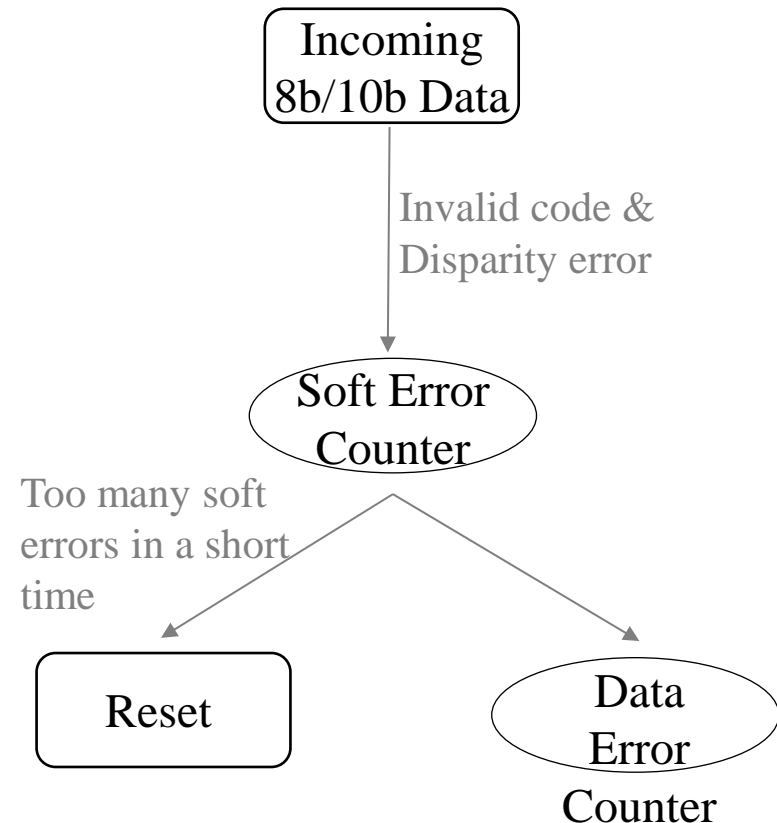 Incoming
8b/10b Data
Invalid code &
Disparity error
Soft Error
Counter
Too many soft
errors in a short
time
Reset
Data
Error
Counter